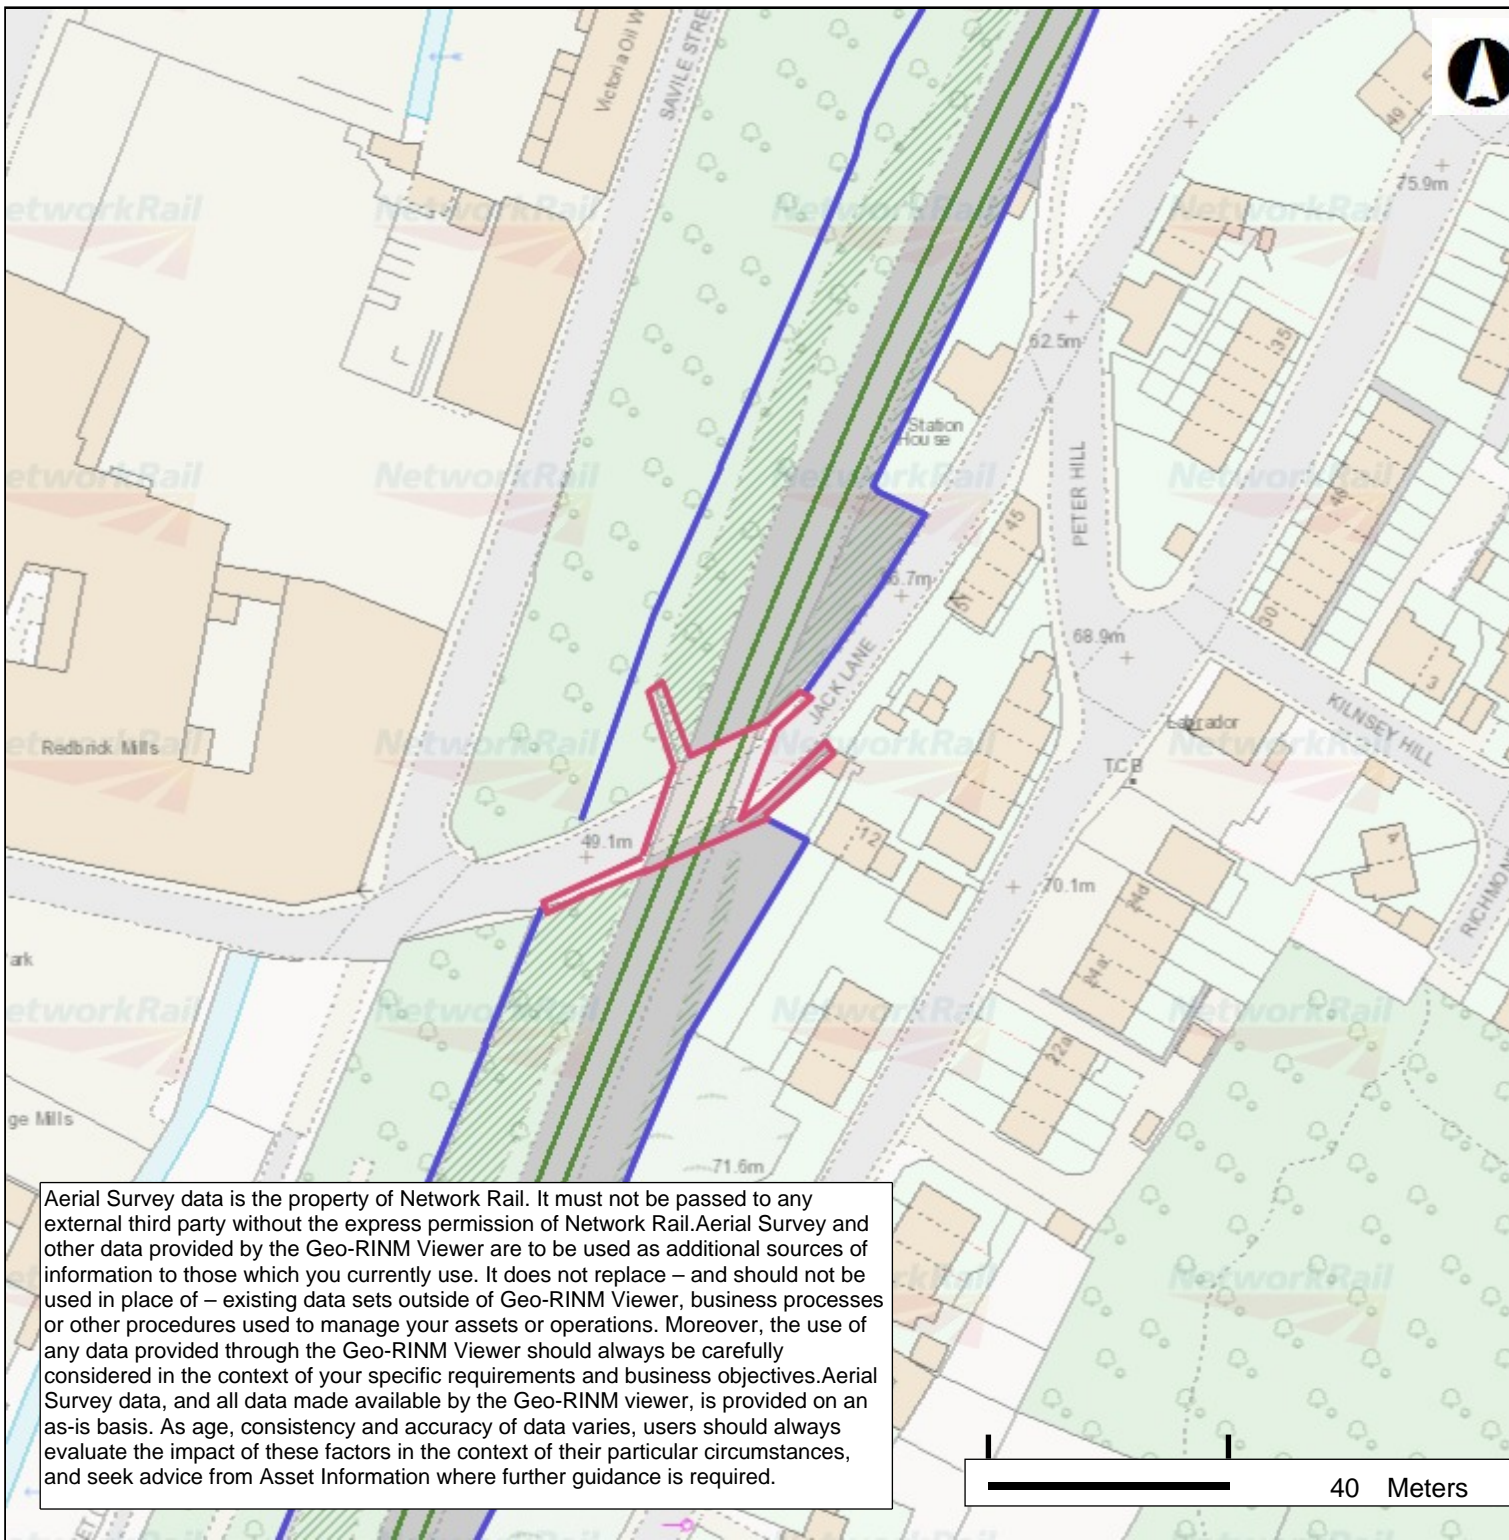 Victoria Oil W
SAVILE STRE
49
75.9m
62.5m
35
Station
House
45
46
PETER HILL
6.7m
51
30
68.9m
3
JACK LANE
KILNSEY HILL
Labrador
Redbrick Mills
TCB
49.1m
12
4
70.1m
24d
RICHMON
ark
24a
22a
ge Mills
71.6m
NetworkRail
Aerial Survey data is the property of Network Rail. It must not be passed to any
external third party without the express permission of Network Rail.Aerial Survey and
other data provided by the Geo-RINM Viewer are to be used as additional sources of
information to those which you currently use. It does not replace – and should not be
used in place of – existing data sets outside of Geo-RINM Viewer, business processes
or other procedures used to manage your assets or operations. Moreover, the use of
any data provided through the Geo-RINM Viewer should always be carefully
considered in the context of your specific requirements and business objectives.Aerial
Survey data, and all data made available by the Geo-RINM viewer, is provided on an
as-is basis. As age, consistency and accuracy of data varies, users should always
evaluate the impact of these factors in the context of their particular circumstances,
and seek advice from Asset Information where further guidance is required.
40 Meters